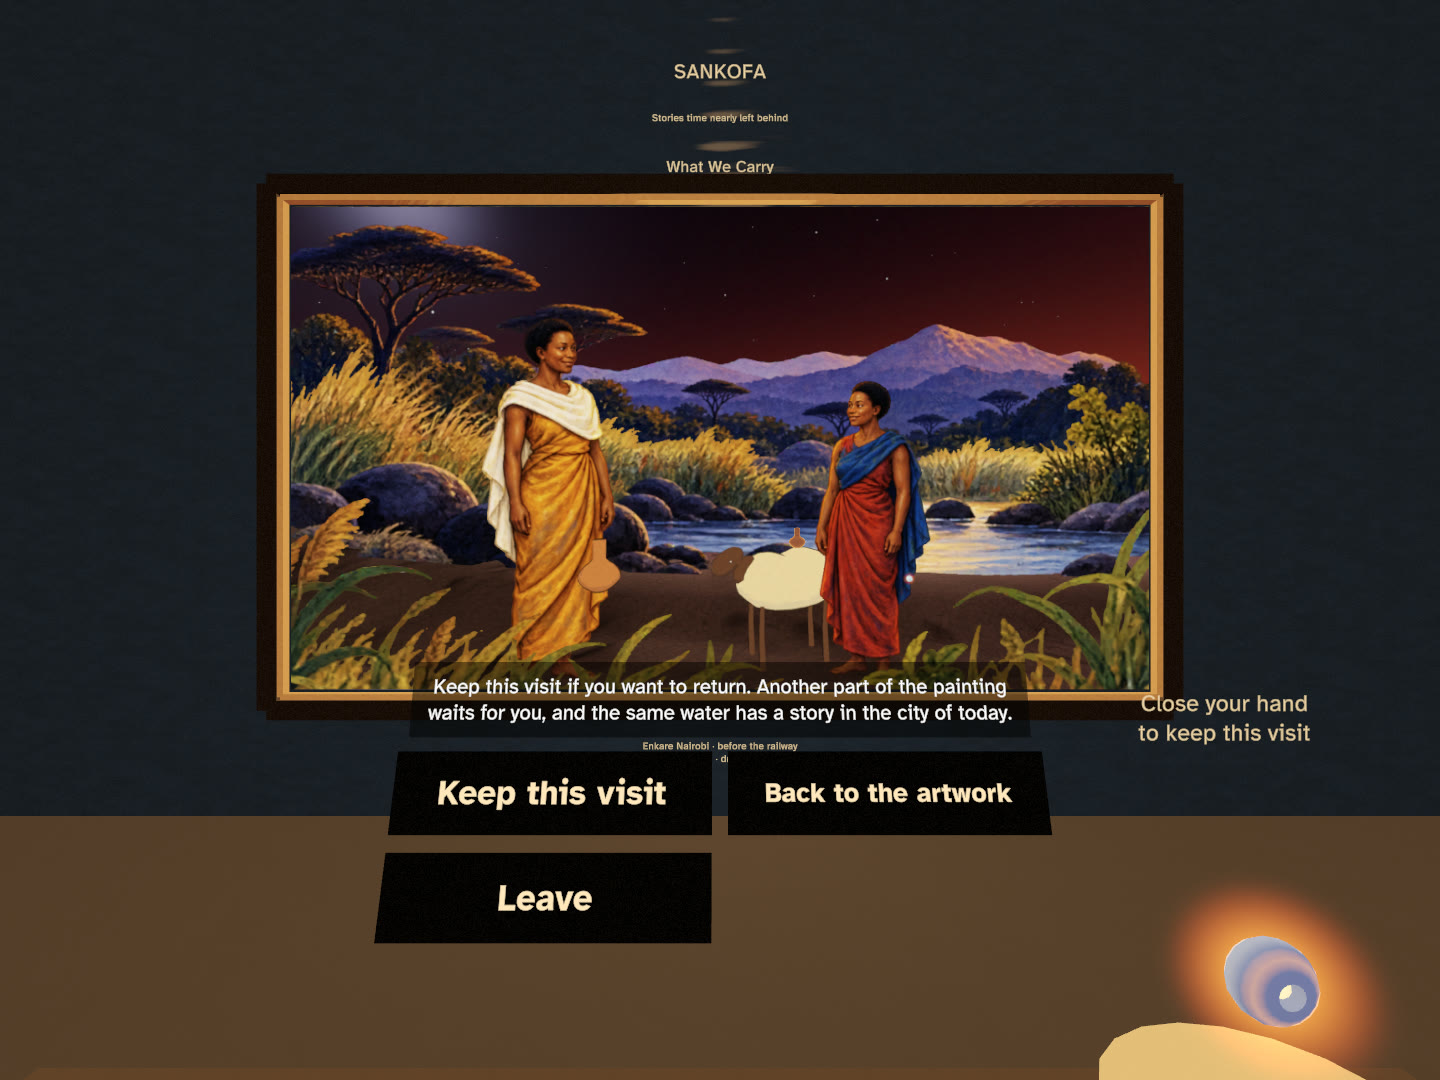 SANKOFA
Stories time nearly left behind
What We Carry
Keep this visit if you want to return. Another part of the painting
waits for you, and the same water has a story in the city of today.
Close your hand
to keep this visit
Enkare Nairobi · before the railway
Keep this visit
Back to the artwork
Leave